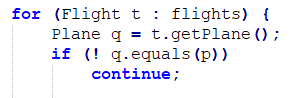 for (Flight t : flights) {
    Plane q = t.getPlane();
    if (! q.equals(p))
        continue;